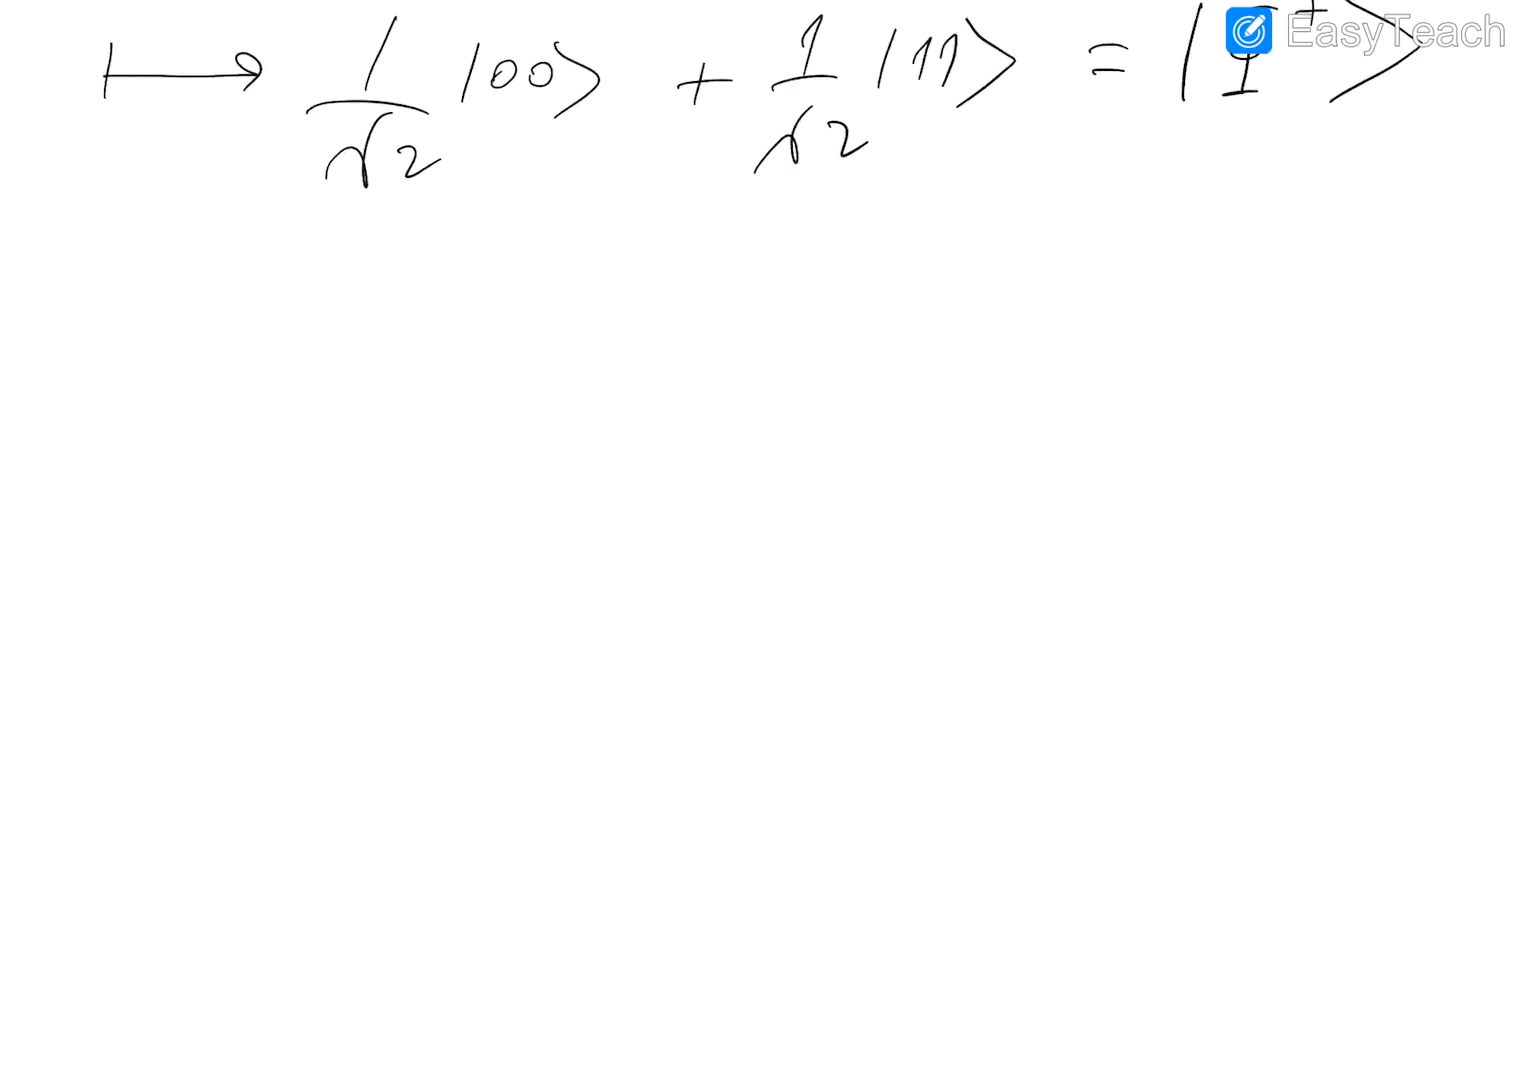 ↦ 1/√2 |00⟩ + 1/√2 |11⟩ = |Φ⁺⟩
EasyTeach